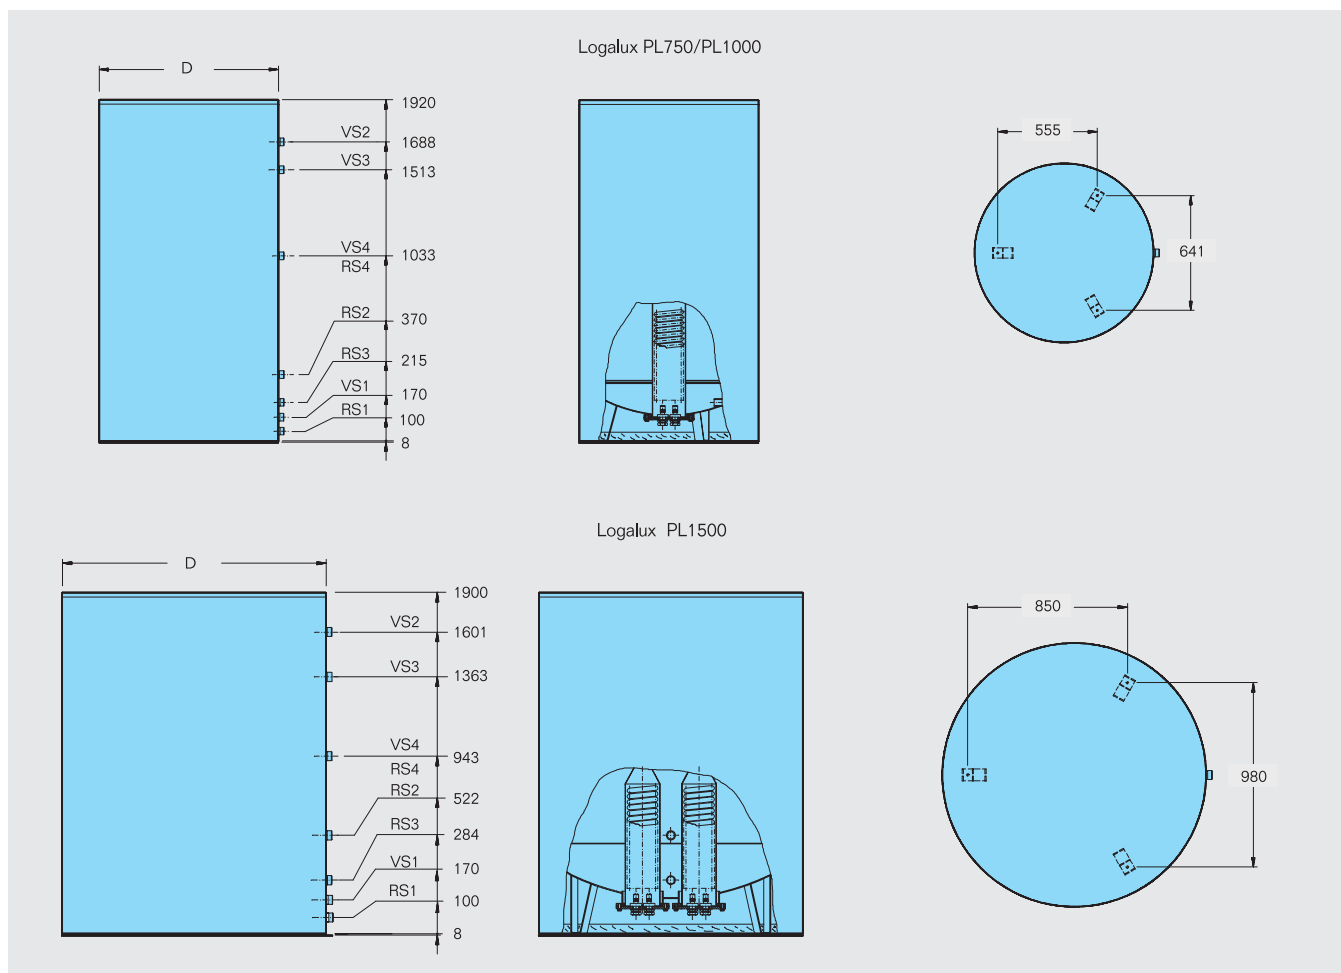 Logalux PL750/PL1000
D
1920
VS2
1688
VS3
1513
VS4
1033
RS4
RS2
370
RS3
215
VS1
170
RS1
100
8
555
641
Logalux PL1500
D
1900
VS2
1601
VS3
1363
VS4
943
RS4
RS2
522
RS3
284
VS1
170
RS1
100
8
850
980